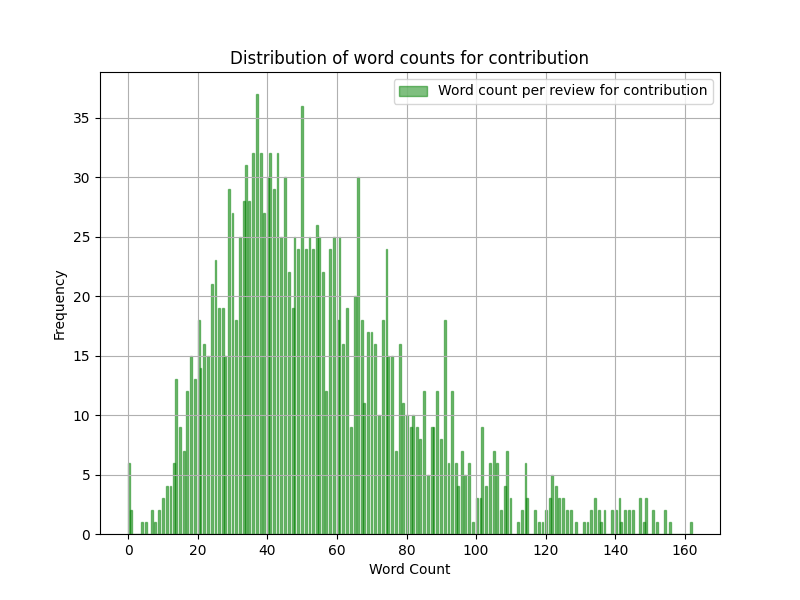 Distribution of word counts for contribution
Word count per review for contribution
35
30
25
20
15
10
5
0
Frequency
0 20 40 60 80 100 120 140 160
Word Count